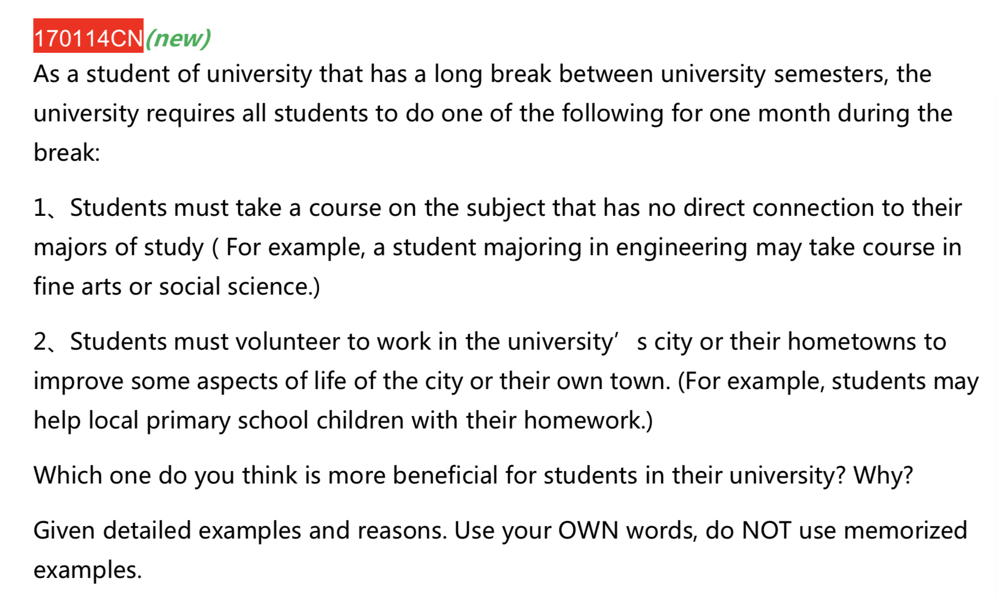 170114CN(new)
As a student of university that has a long break between university semesters, the
university requires all students to do one of the following for one month during the
break:
1、Students must take a course on the subject that has no direct connection to their
majors of study ( For example, a student majoring in engineering may take course in
fine arts or social science.)
2、Students must volunteer to work in the university’ s city or their hometowns to
improve some aspects of life of the city or their own town. (For example, students may
help local primary school children with their homework.)
Which one do you think is more beneficial for students in their university? Why?
Given detailed examples and reasons. Use your OWN words, do NOT use memorized
examples.